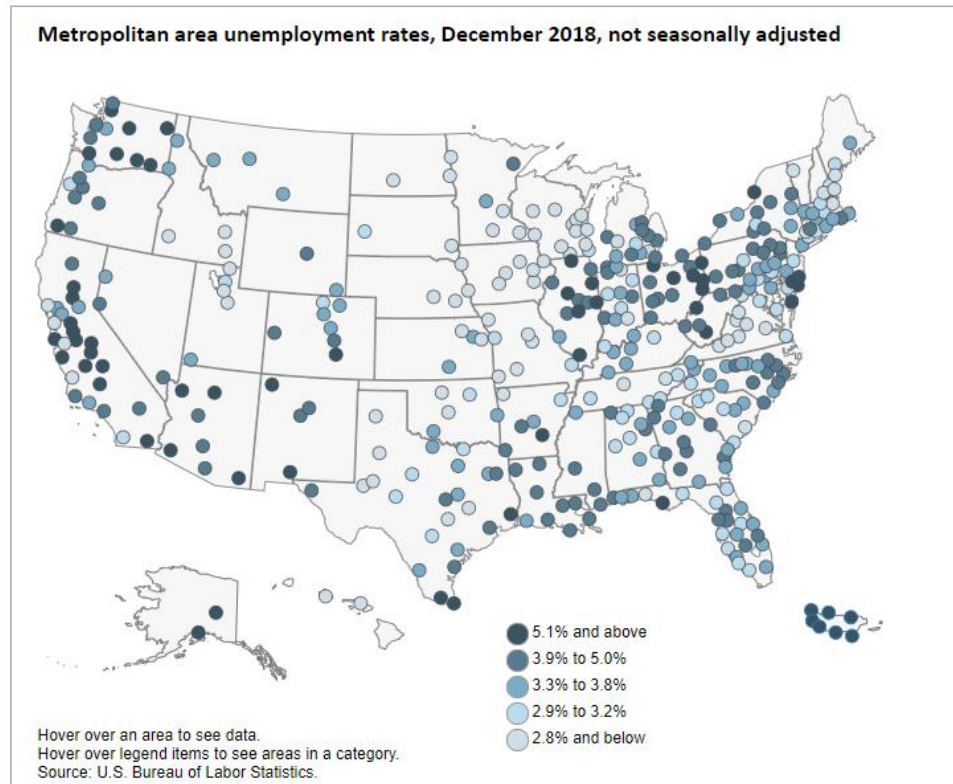 Metropolitan area unemployment rates, December 2018, not seasonally adjusted
5.1% and above
3.9% to 5.0%
3.3% to 3.8%
2.9% to 3.2%
2.8% and below
Hover over an area to see data.
Hover over legend items to see areas in a category.
Source: U.S. Bureau of Labor Statistics.